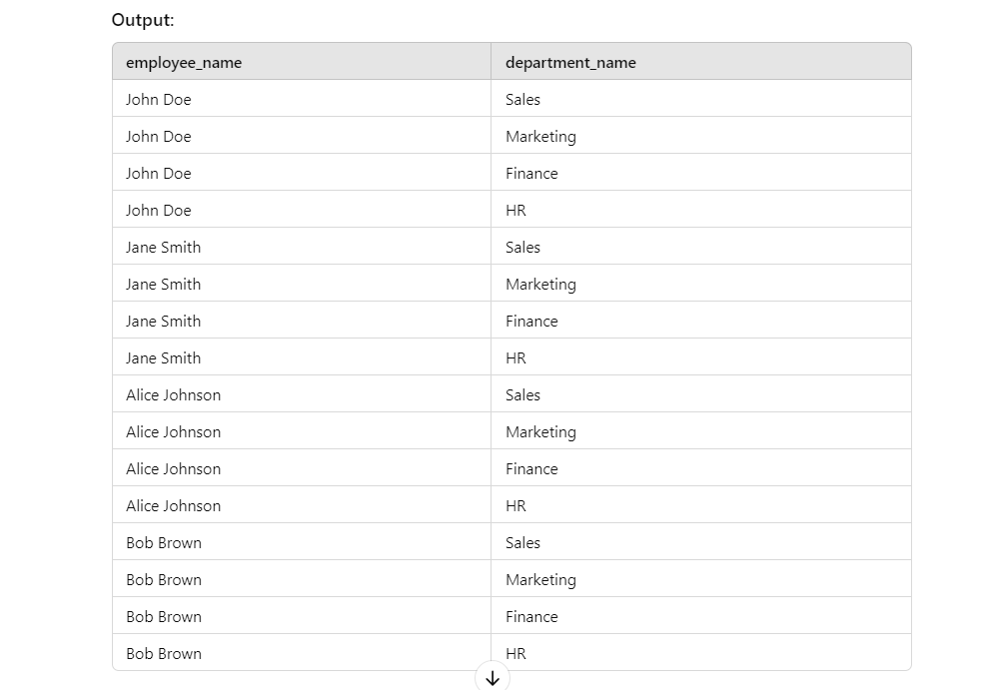 Output:
employee_name department_name
John Doe Sales
John Doe Marketing
John Doe Finance
John Doe HR
Jane Smith Sales
Jane Smith Marketing
Jane Smith Finance
Jane Smith HR
Alice Johnson Sales
Alice Johnson Marketing
Alice Johnson Finance
Alice Johnson HR
Bob Brown Sales
Bob Brown Marketing
Bob Brown Finance
Bob Brown HR